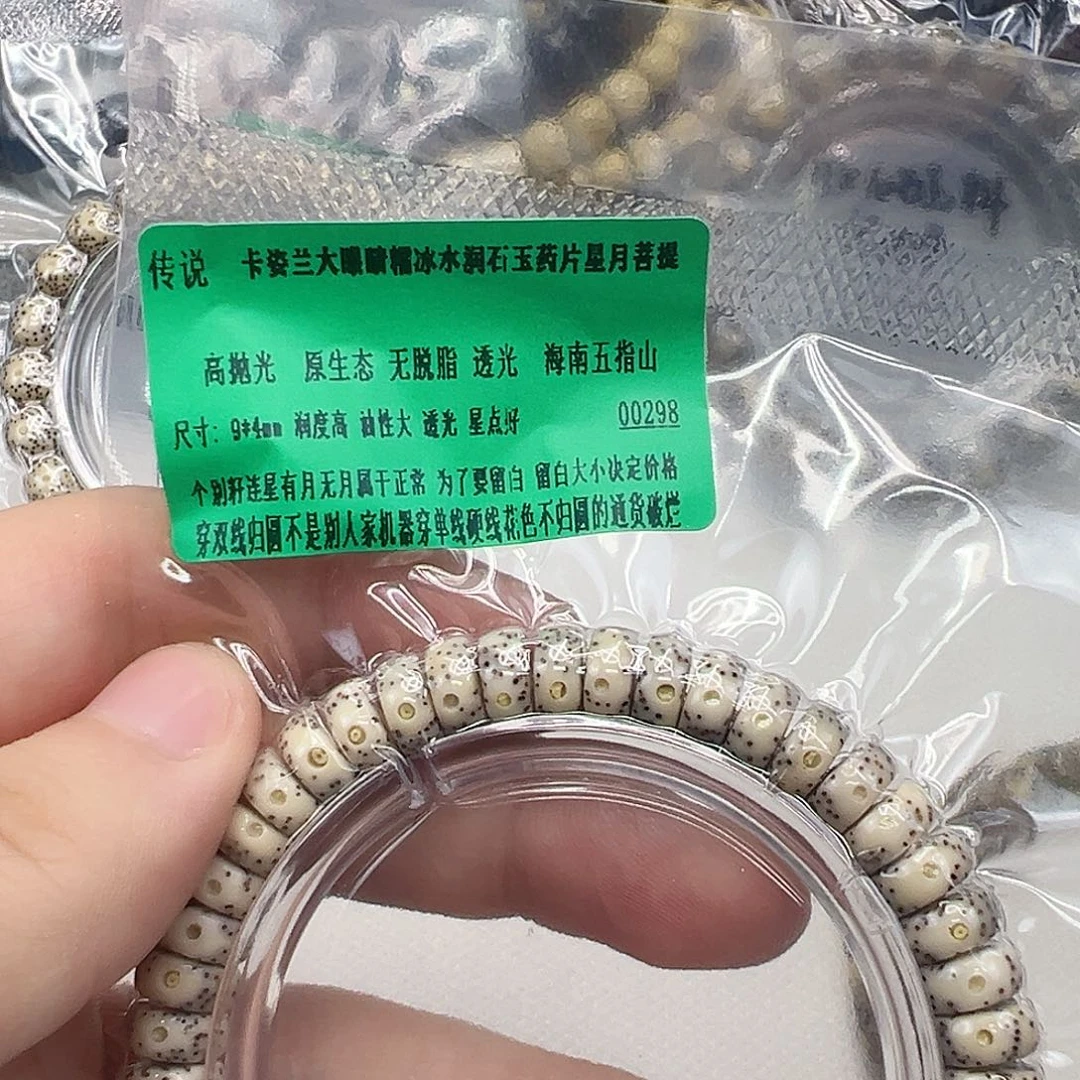 传说 卡姿兰大眼睛帽冰水润石玉药片星月菩提
高抛光 原生态 无脱脂 透光 海南五指山
尺寸: 9*4mm 润度高 油性大 透光 星点好 00298
个别籽连星有月无月属于正常 为了要留白 留白大小决定价格
穿双线归圆不是别人家机器穿单线硬线花色不归圆的通货破烂